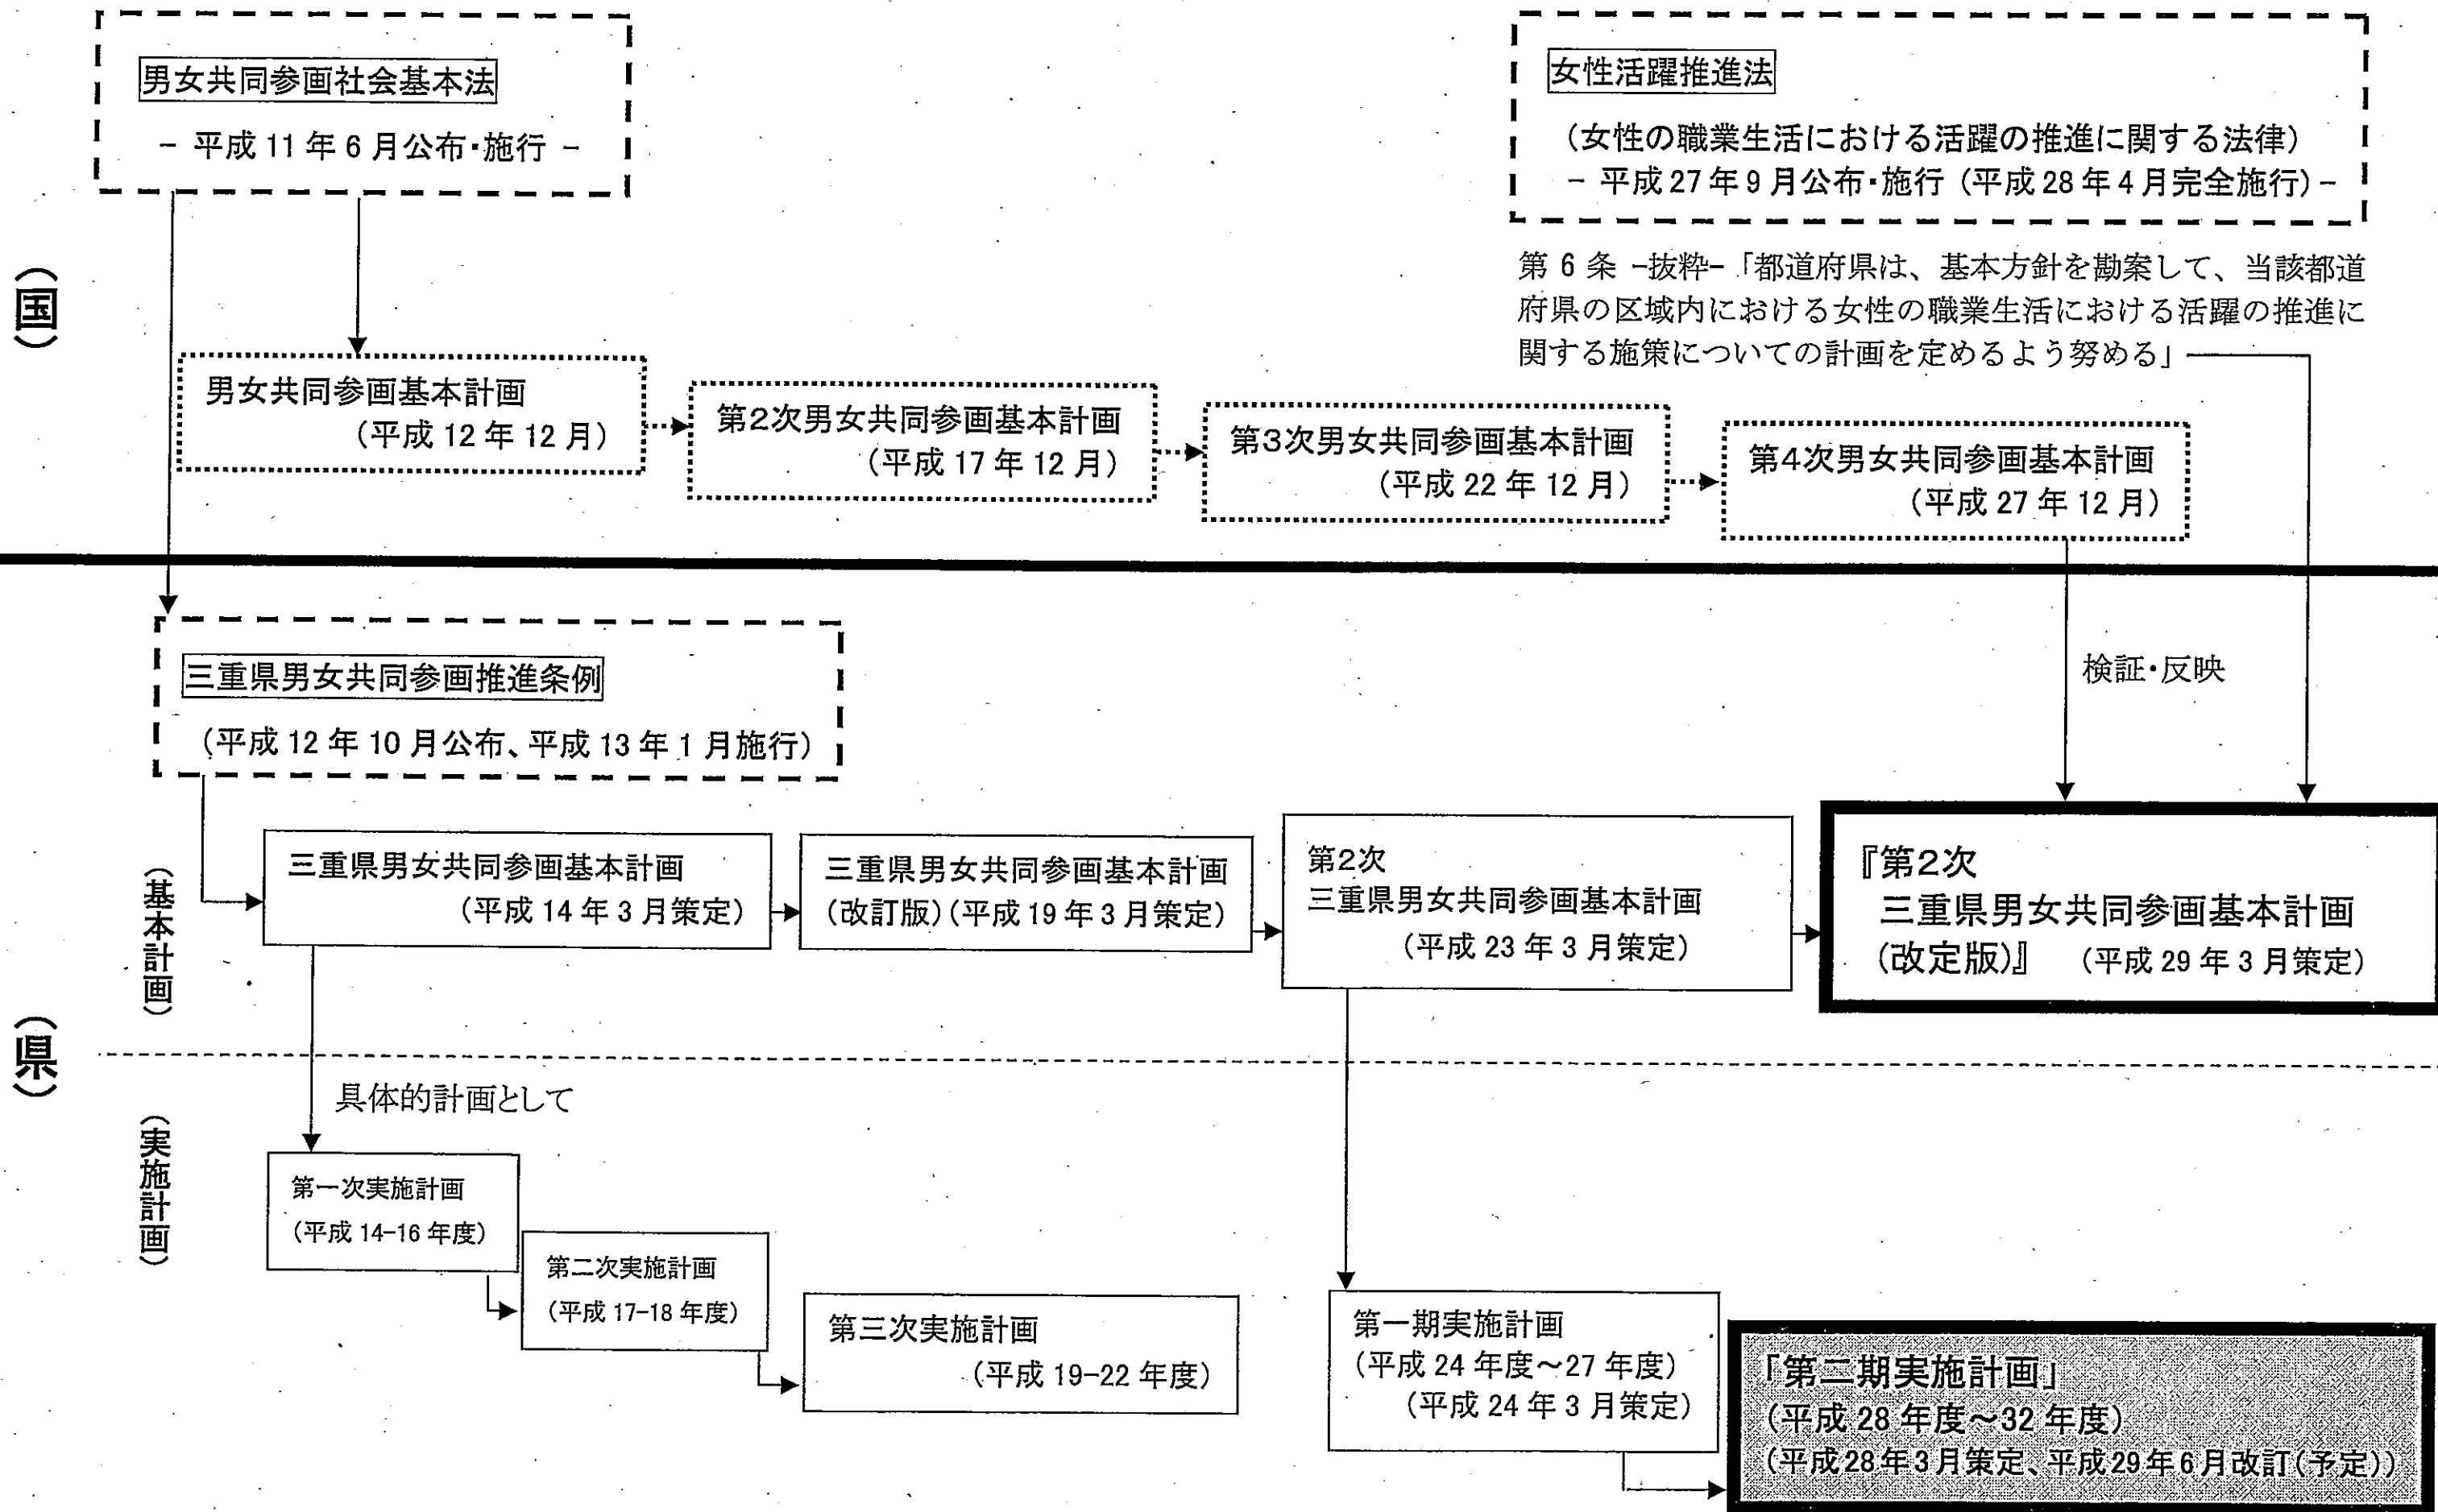 男女共同参画社会基本法
- 平成 11 年 6 月公布・施行 -
女性活躍推進法
(女性の職業生活における活躍の推進に関する法律)
- 平成 27 年 9 月公布・施行 (平成 28 年 4 月完全施行) -
第 6 条 -抜粋- 「都道府県は、基本方針を勘案して、当該都道
府県の区域内における女性の職業生活における活躍の推進に
関する施策についての計画を定めるよう努める」
(国)
男女共同参画基本計画
(平成 12 年 12 月)
第2次男女共同参画基本計画
(平成 17 年 12 月)
第3次男女共同参画基本計画
(平成 22 年 12 月)
第4次男女共同参画基本計画
(平成 27 年 12 月)
三重県男女共同参画推進条例
(平成 12 年 10 月公布、平成 13 年 1 月施行)
検証・反映
(県)
(基本計画)
三重県男女共同参画基本計画
(平成 14 年 3 月策定)
三重県男女共同参画基本計画
(改訂版) (平成 19 年 3 月策定)
第2次
三重県男女共同参画基本計画
(平成 23 年 3 月策定)
『第2次
三重県男女共同参画基本計画
(改定版)』 (平成 29 年 3 月策定)
(実施計画)
具体的計画として
第一次実施計画
(平成 14-16 年度)
第二次実施計画
(平成 17-18 年度)
第三次実施計画
(平成 19-22 年度)
第一期実施計画
(平成 24 年度～27 年度)
(平成 24 年 3 月策定)
「第二期実施計画」
(平成 28 年度～32 年度)
(平成 28 年 3 月策定、平成 29 年 6 月改訂(予定))